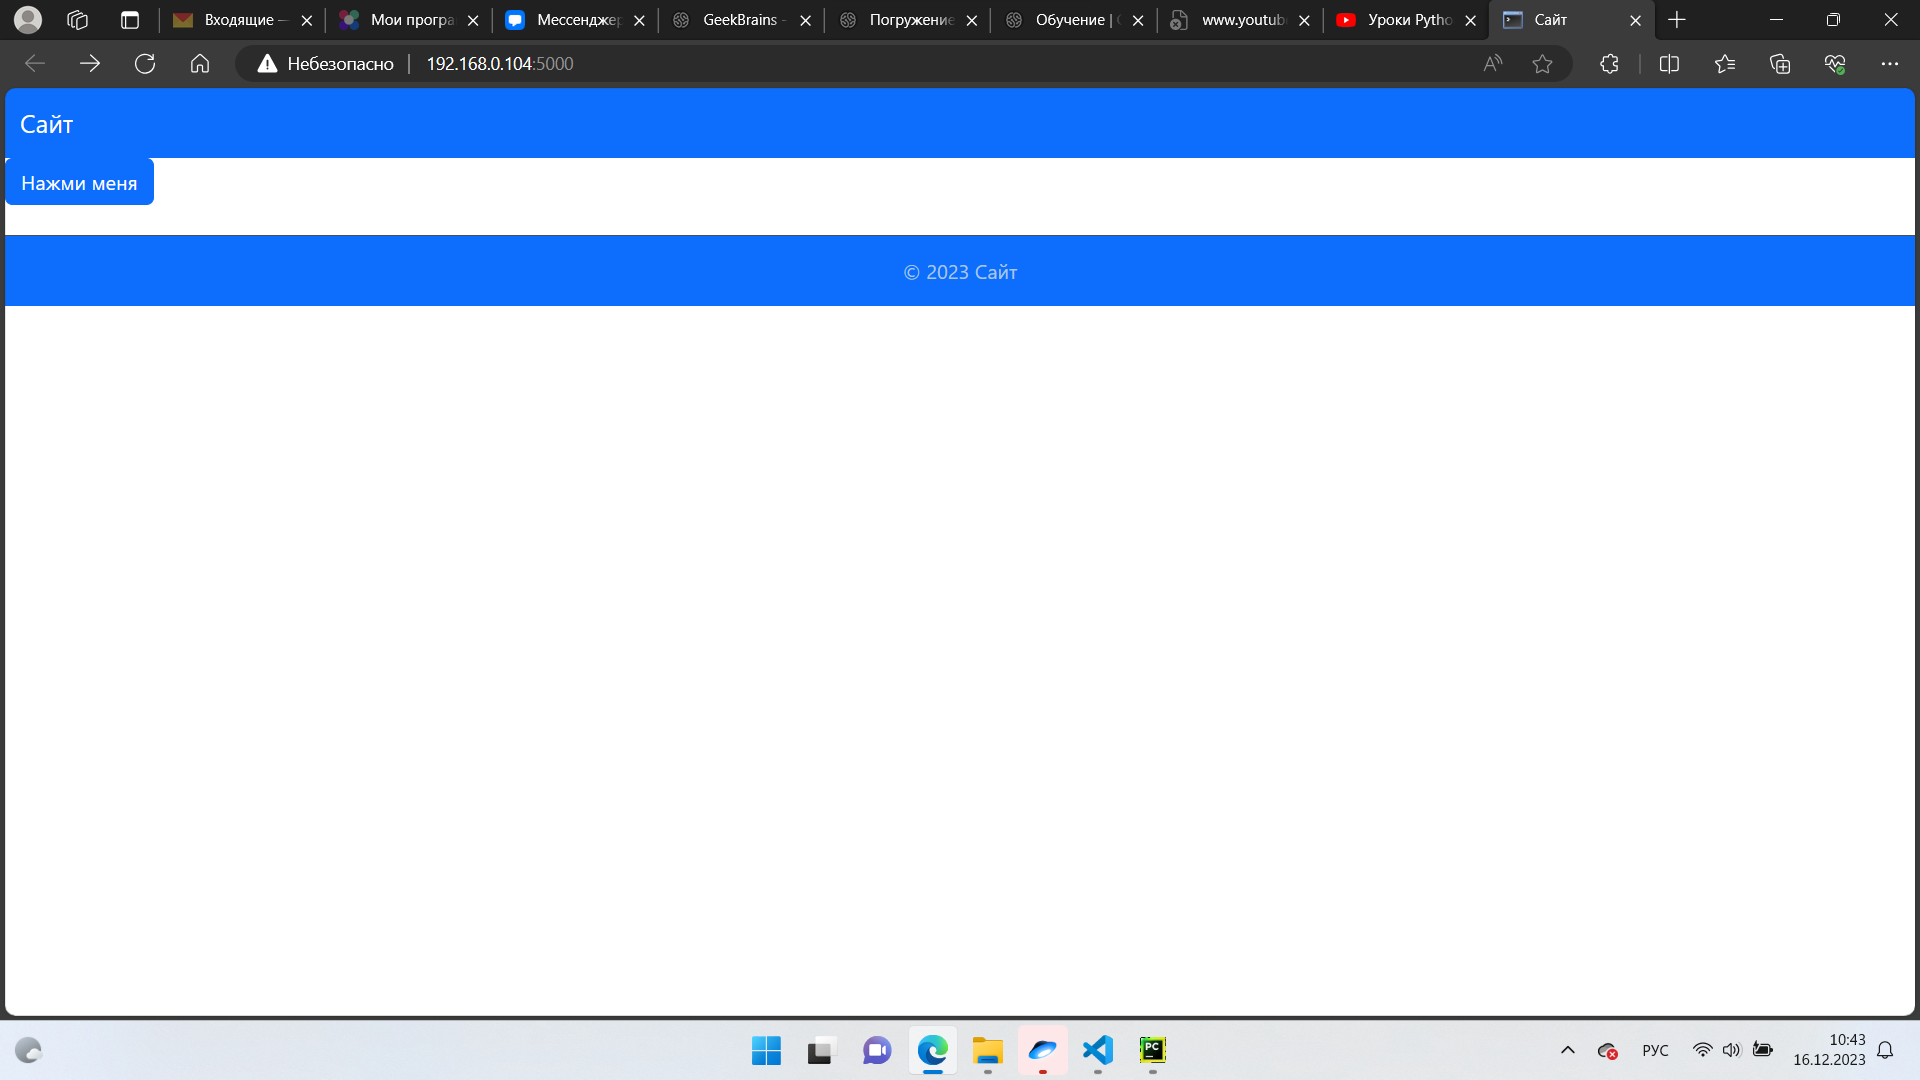 Входящие —
Мои програ
Мессенджер
GeekBrains -
Погружение
Обучение | G
www.youtub
Уроки Pytho
Сайт
Небезопасно
192.168.0.104:5000
Сайт
Нажми меня
© 2023 Сайт
PC
РУС
10:43
16.12.2023